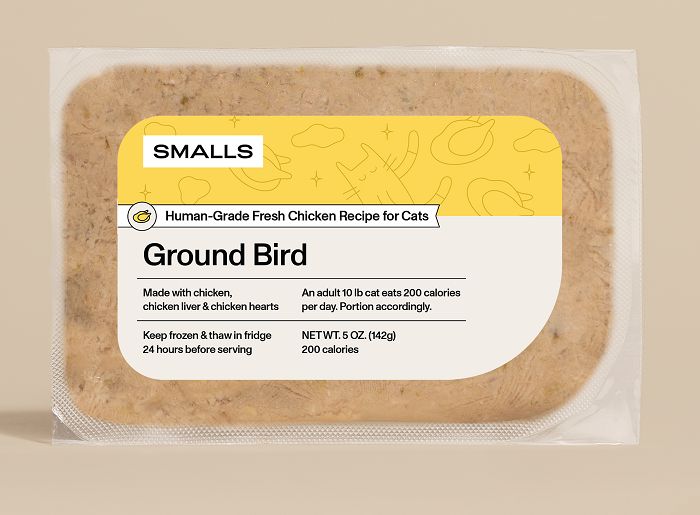 SMALLS
Human-Grade Fresh Chicken Recipe for Cats
Ground Bird
Made with chicken,
chicken liver & chicken hearts
An adult 10 lb cat eats 200 calories
per day. Portion accordingly.
Keep frozen & thaw in fridge
24 hours before serving
NET WT. 5 OZ. (142g)
200 calories